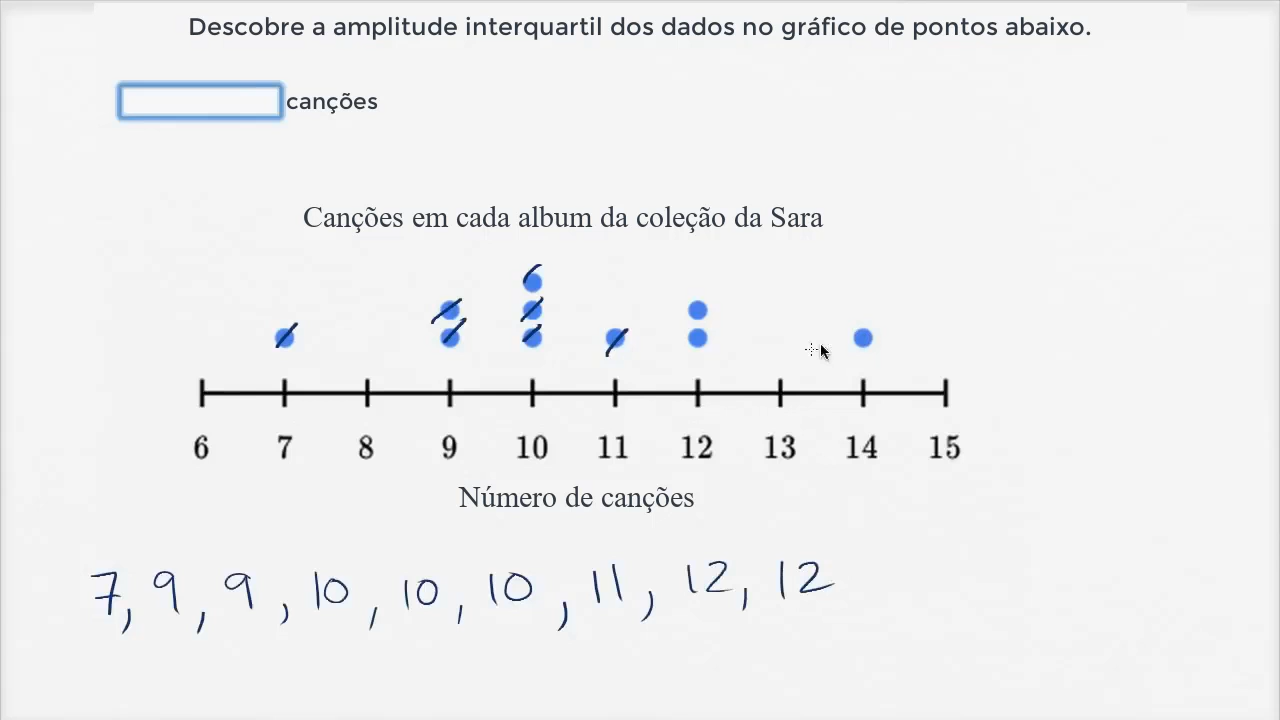 Descobre a amplitude interquartil dos dados no gráfico de pontos abaixo.
canções
Canções em cada album da coleção da Sara
6 7 8 9 10 11 12 13 14 15
Número de canções
7, 9, 9, 10, 10, 10, 11, 12, 12